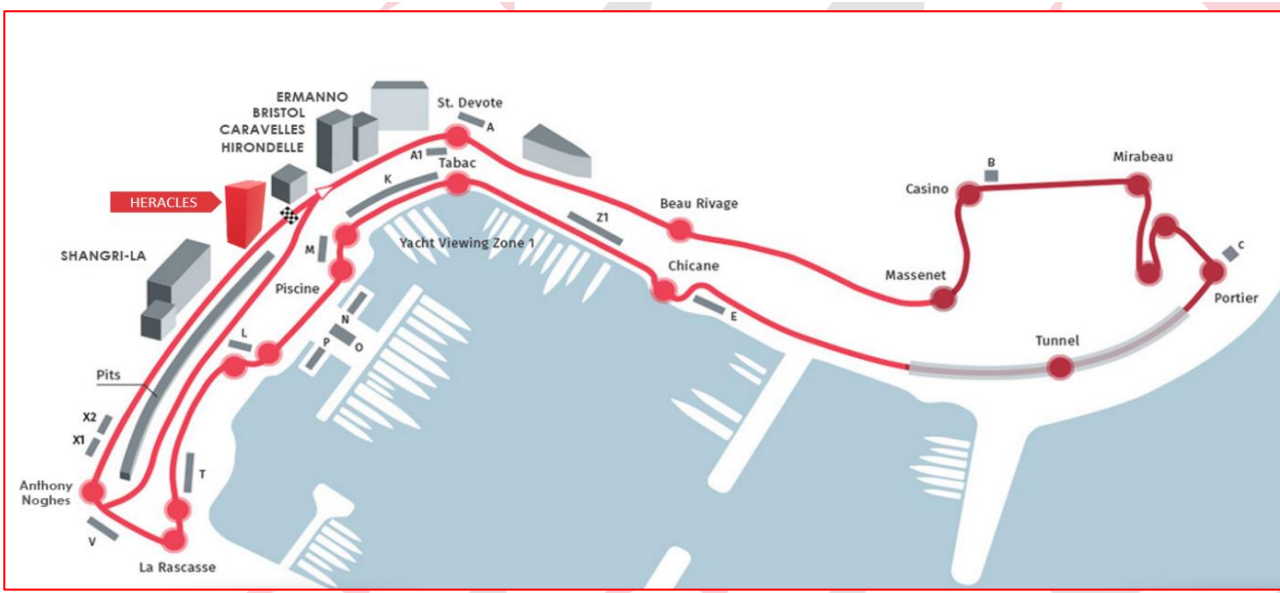 ERMANNO
BRISTOL
CARAVELLES
HIRONDELLE
St. Devote
A
A1
Tabac
K
HERACLES
SHANGRI-LA
M
Piscine
Yacht Viewing Zone 1
Z1
Beau Rivage
Chicane
E
Casino
B
Mirabeau
Massenet
C
Portier
Tunnel
N
O
P
L
Pits
X2
X1
T
Anthony
Noghes
V
La Rascasse